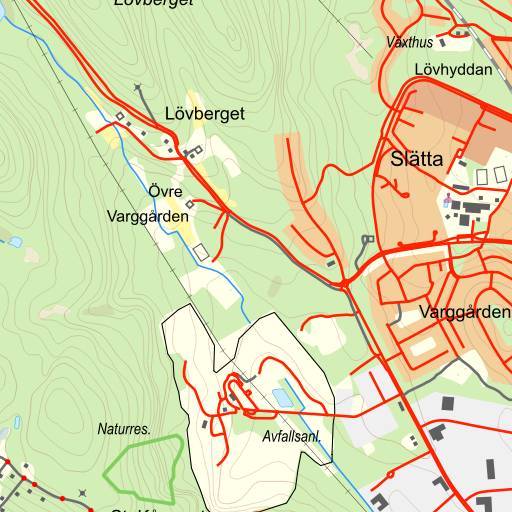 Lövberget
Växthus
Lövhyddan
Lövberget
Slätta
Övre
Varggården
Varggården
Naturres.
Avfallsanl.